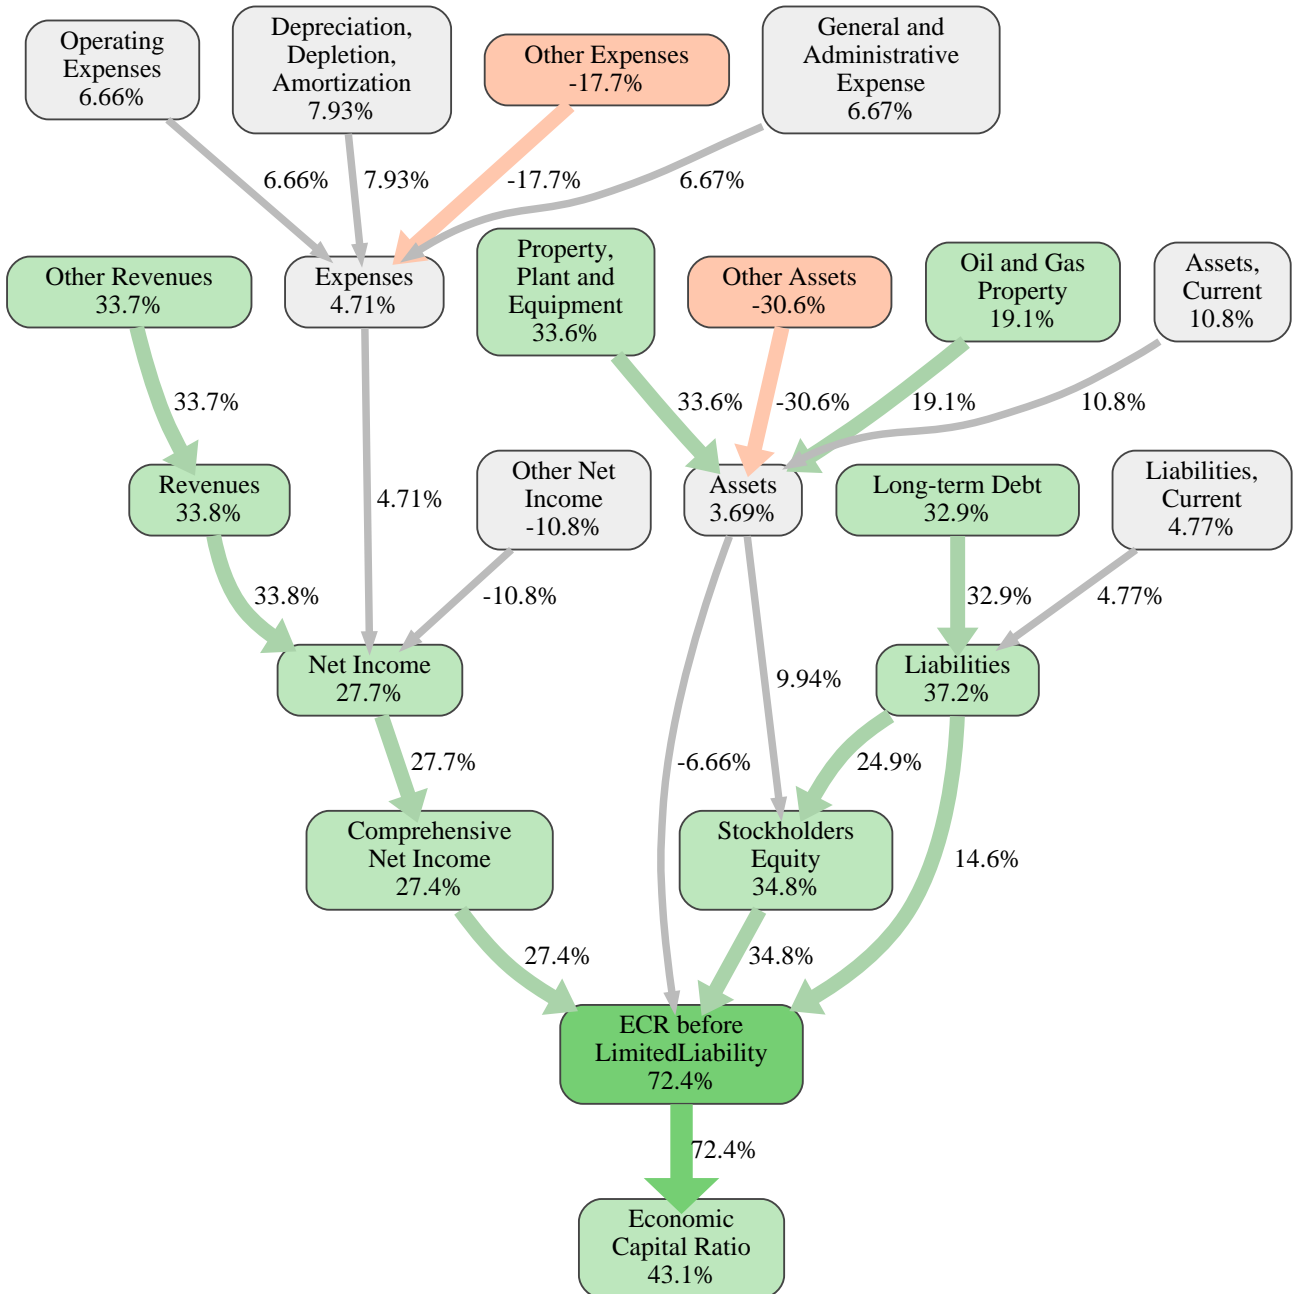 Operating
Expenses
6.66%
Depreciation,
Depletion,
Amortization
7.93%
Other Expenses
-17.7%
General and
Administrative
Expense
6.67%
6.66%
7.93%
-17.7%
6.67%
Other Revenues
33.7%
Expenses
4.71%
Property,
Plant and
Equipment
33.6%
Other Assets
-30.6%
Oil and Gas
Property
19.1%
Assets,
Current
10.8%
33.7%
33.6%
-30.6%
19.1%
10.8%
Revenues
33.8%
4.71%
Other Net
Income
-10.8%
Assets
3.69%
Long-term Debt
32.9%
Liabilities,
Current
4.77%
33.8%
-10.8%
32.9%
4.77%
Net Income
27.7%
9.94%
Liabilities
37.2%
27.7%
-6.66%
24.9%
Comprehensive
Net Income
27.4%
Stockholders
Equity
34.8%
14.6%
27.4%
34.8%
ECR before
LimitedLiability
72.4%
72.4%
Economic
Capital Ratio
43.1%